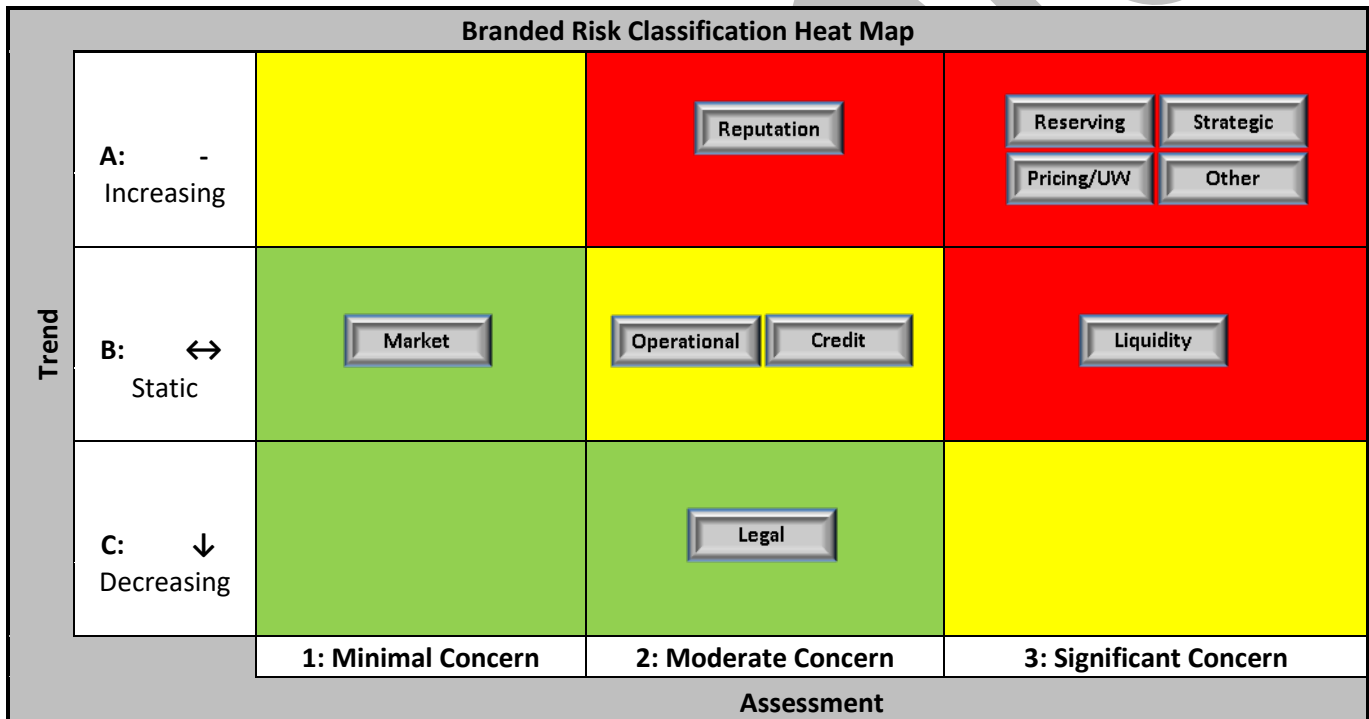 Branded Risk Classification Heat Map
Trend
A: -
Increasing
Reputation
Reserving
Strategic
Pricing/UW
Other
B: ↔
Static
Market
Operational
Credit
Liquidity
C: ↓
Decreasing
Legal
1: Minimal Concern
2: Moderate Concern
3: Significant Concern
Assessment